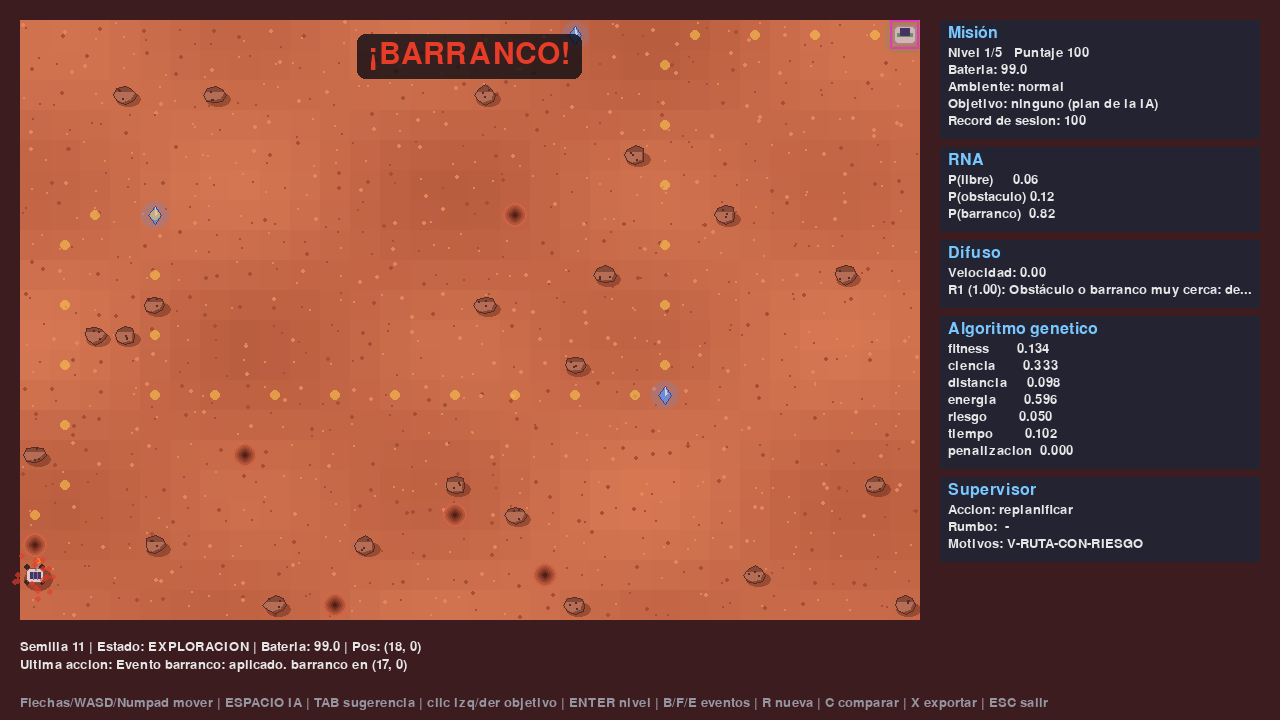 ¡BARRANCO!
Misión
Nivel 1/5   Puntaje 100
Bateria: 99.0
Ambiente: normal
Objetivo: ninguno (plan de la IA)
Record de sesion: 100
RNA
P(libre)     0.06
P(obstaculo) 0.12
P(barranco)  0.82
Difuso
Velocidad: 0.00
R1 (1.00): Obstáculo o barranco muy cerca: de...
Algoritmo genetico
fitness       0.134
ciencia       0.333
distancia     0.098
energia       0.596
riesgo        0.050
tiempo        0.102
penalizacion  0.000
Supervisor
Accion: replanificar
Rumbo:  -
Motivos: V-RUTA-CON-RIESGO
Semilla 11 | Estado: EXPLORACION | Bateria: 99.0 | Pos: (18, 0)
Ultima accion: Evento barranco: aplicado. barranco en (17, 0)
Flechas/WASD/Numpad mover | ESPACIO IA | TAB sugerencia | clic izq/der objetivo | ENTER nivel | B/F/E eventos | R nueva | C comparar | X exportar | ESC salir